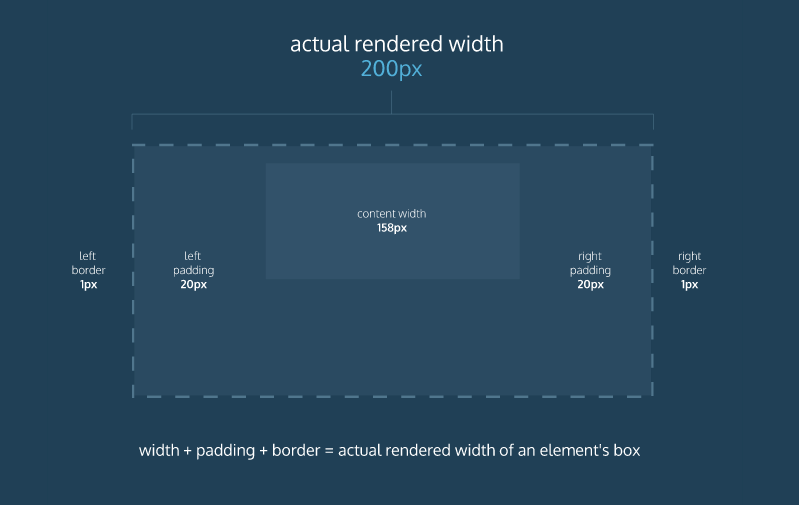 actual rendered width
200px
content width
158px
left
border
1px
left
padding
20px
right
padding
20px
right
border
1px
width + padding + border = actual rendered width of an element's box